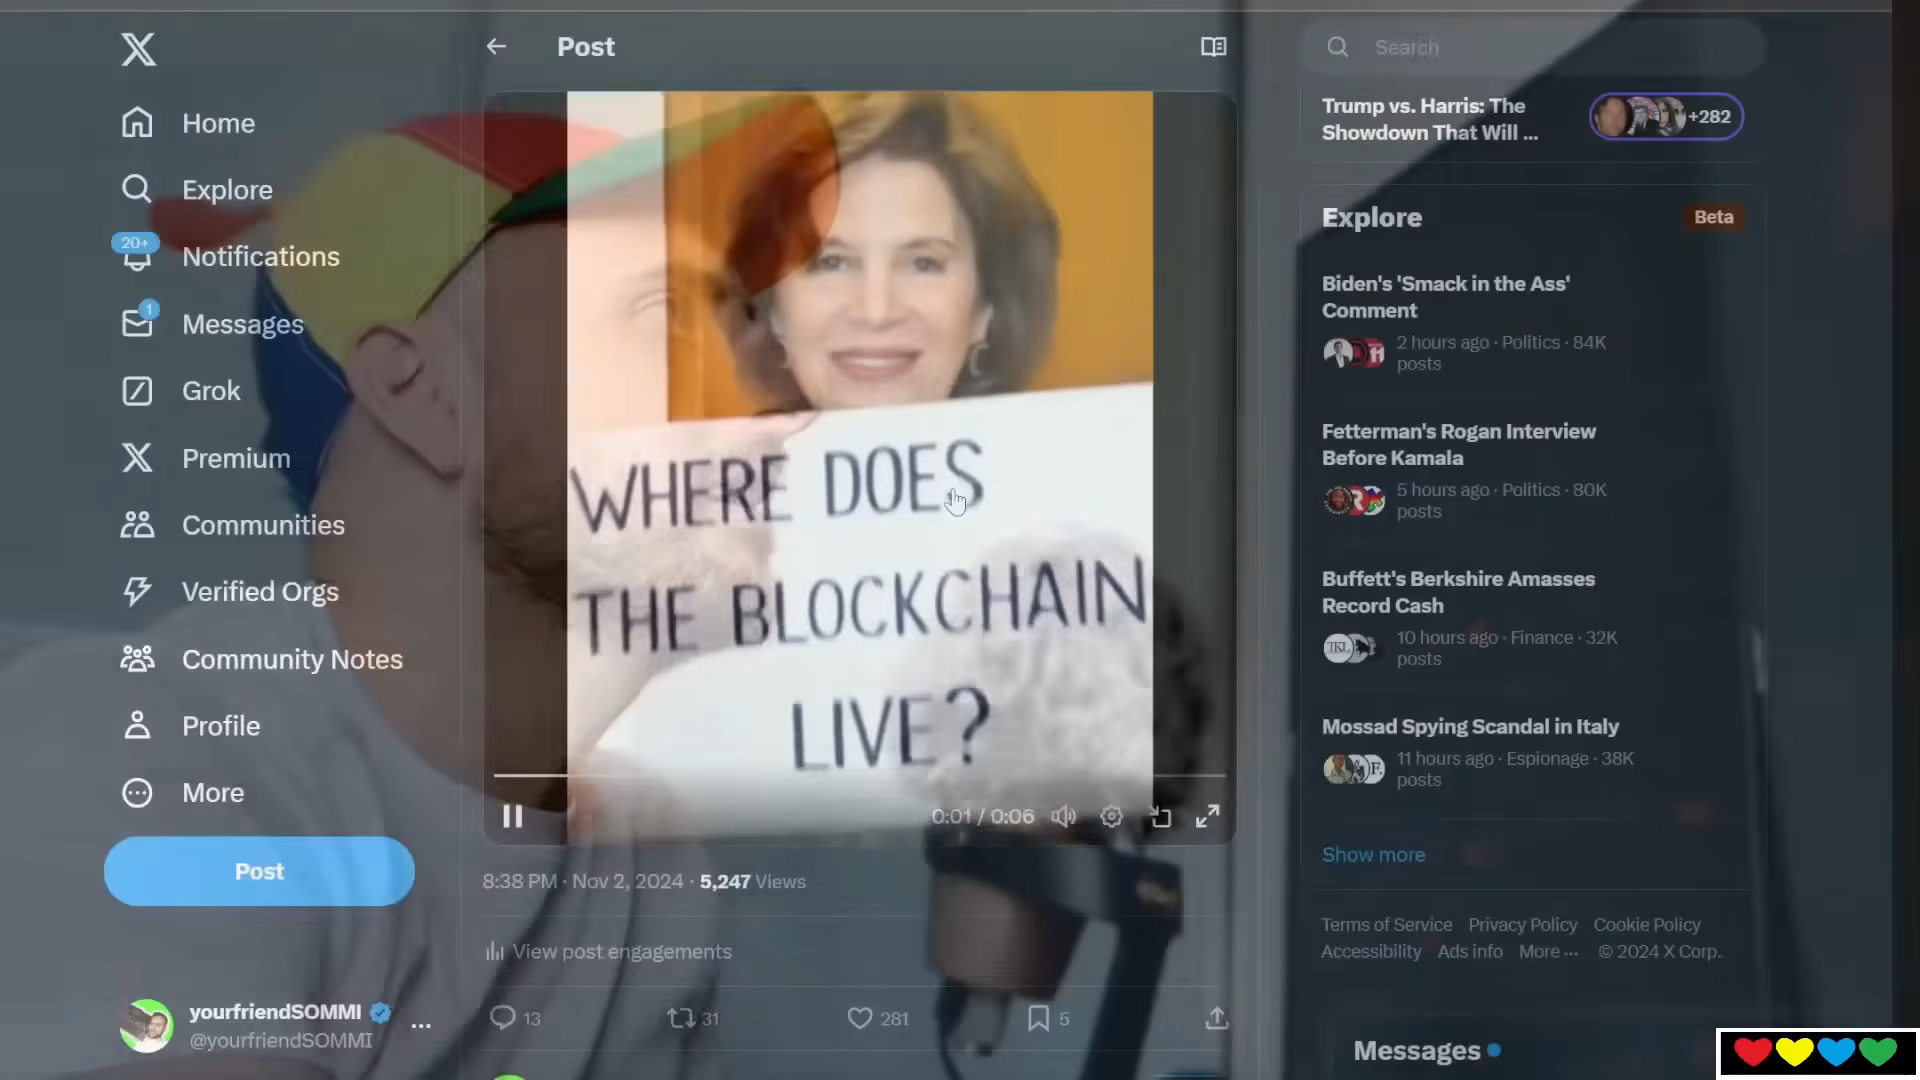 Post
Search
Home
Explore
20+
Notifications
1
Messages
Grok
Premium
Communities
Verified Orgs
Community Notes
Profile
More
Post
yourfriendSOMMI
@yourfriendSOMMI
WHERE DOES
THE BLOCKCHAIN
LIVE?
0:01 / 0:06
8:38 PM · Nov 2, 2024 · 5,247 Views
View post engagements
13
31
281
5
Trump vs. Harris: The
Showdown That Will ...
+282
Explore
Beta
Biden's 'Smack in the Ass'
Comment
2 hours ago · Politics · 84K
posts
Fetterman's Rogan Interview
Before Kamala
5 hours ago · Politics · 80K
posts
Buffett's Berkshire Amasses
Record Cash
10 hours ago · Finance · 32K
posts
Mossad Spying Scandal in Italy
11 hours ago · Espionage · 38K
posts
Show more
Terms of Service Privacy Policy Cookie Policy
Accessibility Ads info More ... © 2024 X Corp.
Messages